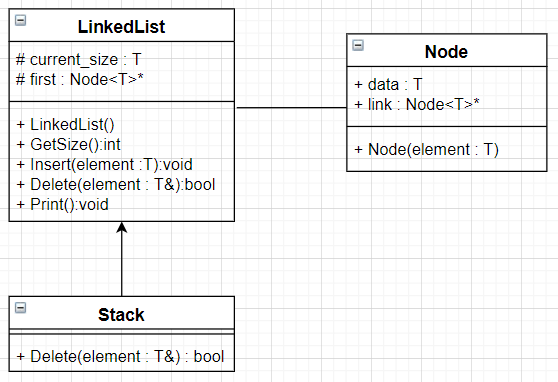 LinkedList
# current_size : T
# first : Node<T>*
+ LinkedList()
+ GetSize():int
+ Insert(element :T):void
+ Delete(element : T&):bool
+ Print():void
Node
+ data : T
+ link : Node<T>*
+ Node(element : T)
Stack
+ Delete(element : T&) : bool